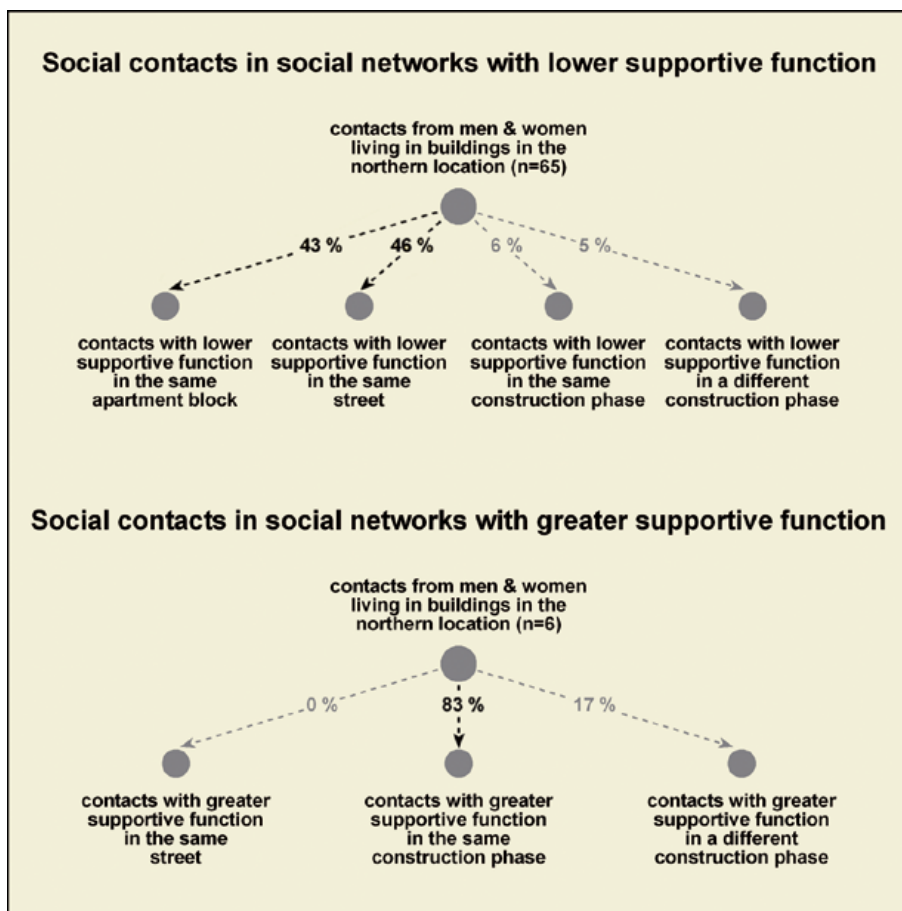 Social contacts in social networks with lower supportive function
contacts from men & women
living in buildings in the
northern location (n=65)
43 %
46 %
6 %
5 %
contacts with lower
supportive function
in the same
apartment block
contacts with lower
supportive function
in the same
street
contacts with lower
supportive function
in the same
construction phase
contacts with lower
supportive function
in a different
construction phase
Social contacts in social networks with greater supportive function
contacts from men & women
living in buildings in the
northern location (n=6)
0 %
83 %
17 %
contacts with greater
supportive function
in the same
street
contacts with greater
supportive function
in the same
construction phase
contacts with greater
supportive function
in a different
construction phase